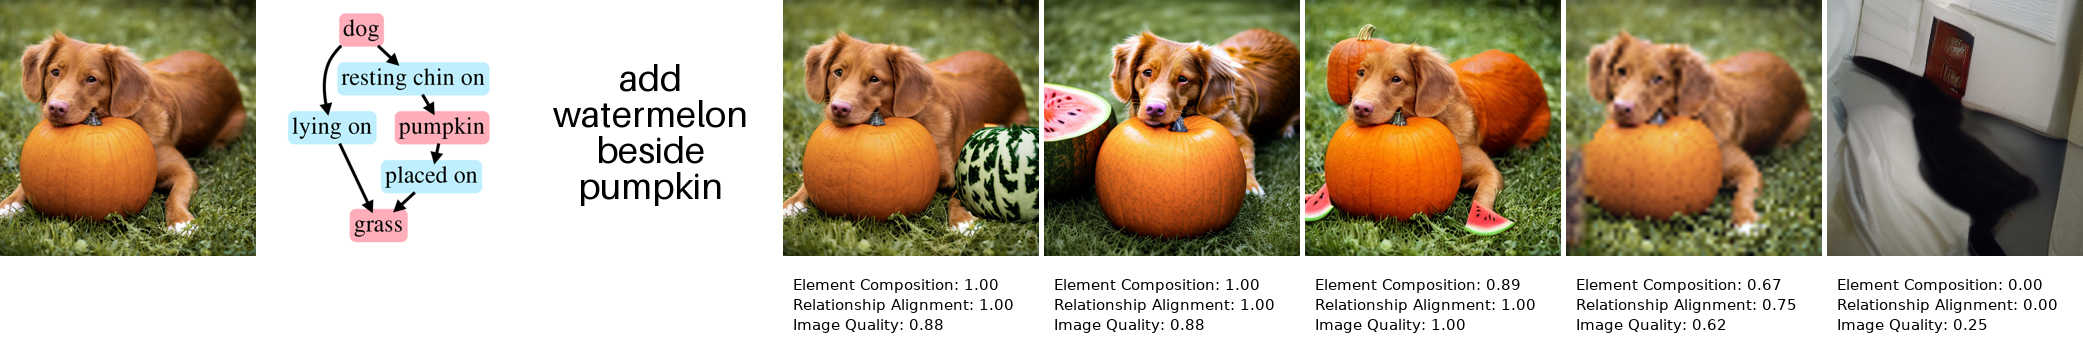 dog
resting chin on
lying on
pumpkin
placed on
grass
add
watermelon
beside
pumpkin
Element Composition: 1.00
Relationship Alignment: 1.00
Image Quality: 0.88
Element Composition: 1.00
Relationship Alignment: 1.00
Image Quality: 0.88
Element Composition: 0.89
Relationship Alignment: 1.00
Image Quality: 1.00
Element Composition: 0.67
Relationship Alignment: 0.75
Image Quality: 0.62
Element Composition: 0.00
Relationship Alignment: 0.00
Image Quality: 0.25